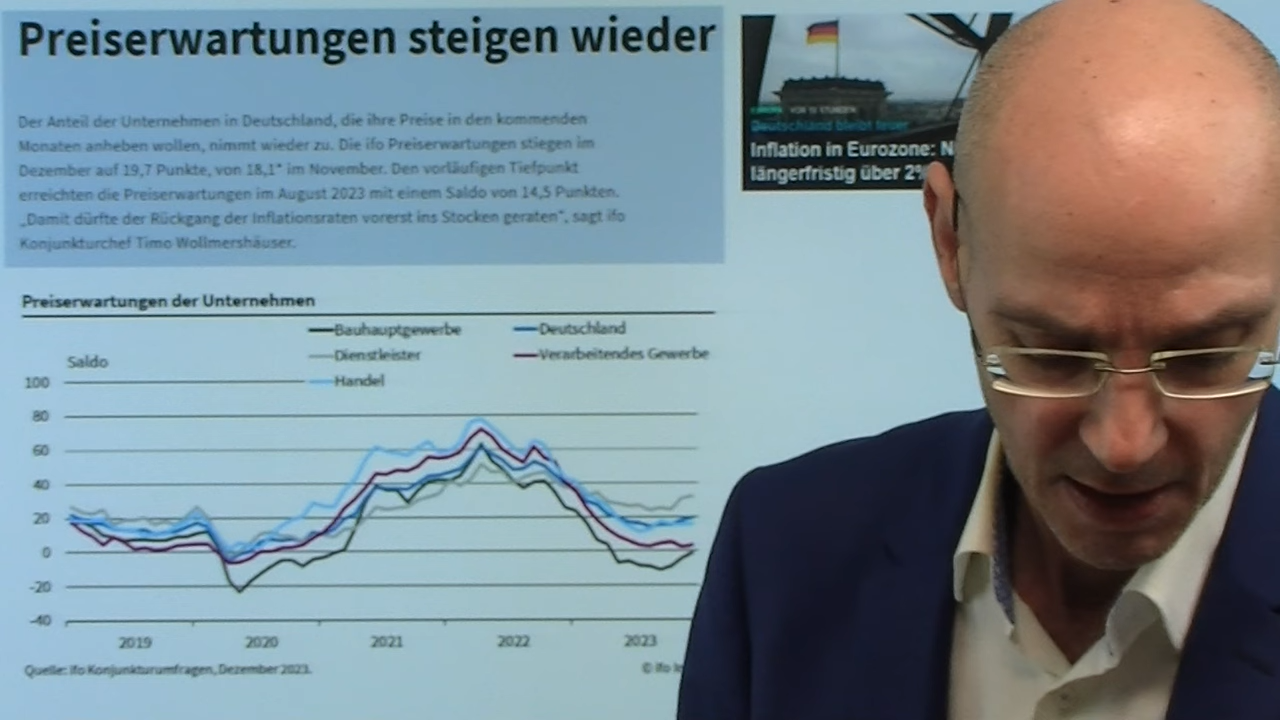 Preiserwartungen steigen wieder
Der Anteil der Unternehmen in Deutschland, die ihre Preise in den kommenden
Monaten anheben wollen, nimmt wieder zu. Die ifo Preiserwartungen stiegen im
Dezember auf 19,7 Punkte, von 18,1* im November. Den vorläufigen Tiefpunkt
erreichten die Preiserwartungen im August 2023 mit einem Saldo von 14,5 Punkten.
„Damit dürfte der Rückgang der Inflationsraten vorerst ins Stocken geraten“, sagt ifo
Konjunkturchef Timo Wollmershäuser.
EUROPA VOR 19 STUNDEN
Deutschland bleibt teuer
Inflation in Eurozone: N
längerfristig über 2%
Preiserwartungen der Unternehmen
Bauhauptgewerbe Deutschland
Dienstleister Verarbeitendes Gewerbe
Handel
Saldo
100
80
60
40
20
0
-20
-40
2019 2020 2021 2022 2023
Quelle: ifo Konjunkturumfragen, Dezember 2023. © ifo